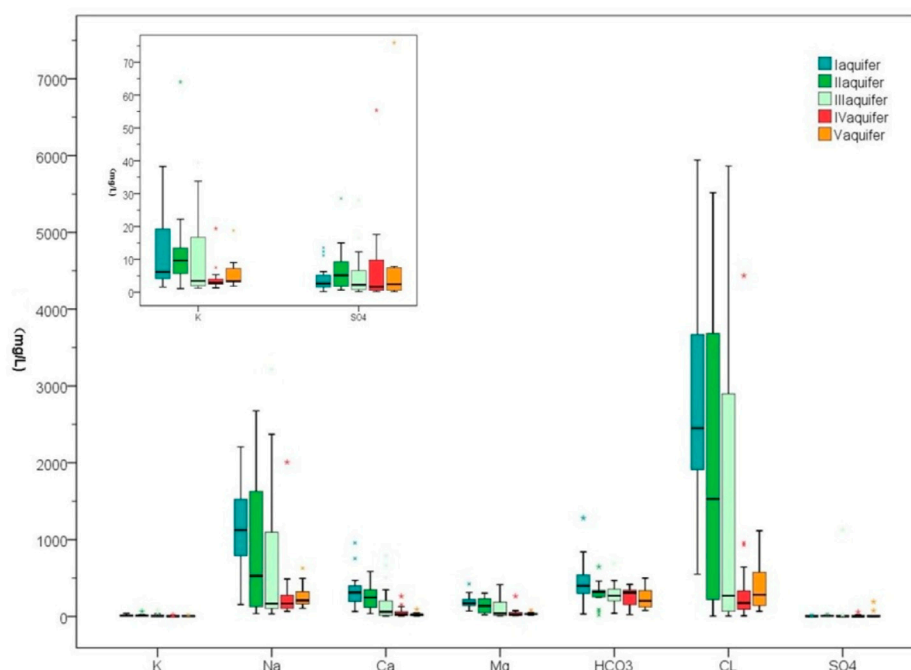 70
60
50
40
30
20
10
0
(mg/L)
K
SO4
Iaquifer
IIaquifer
IIIaquifer
IVaquifer
Vaquifer
7000
6000
5000
4000
3000
2000
1000
0
(mg/L)
K
Na
Ca
Mg
HCO3
CL
SO4